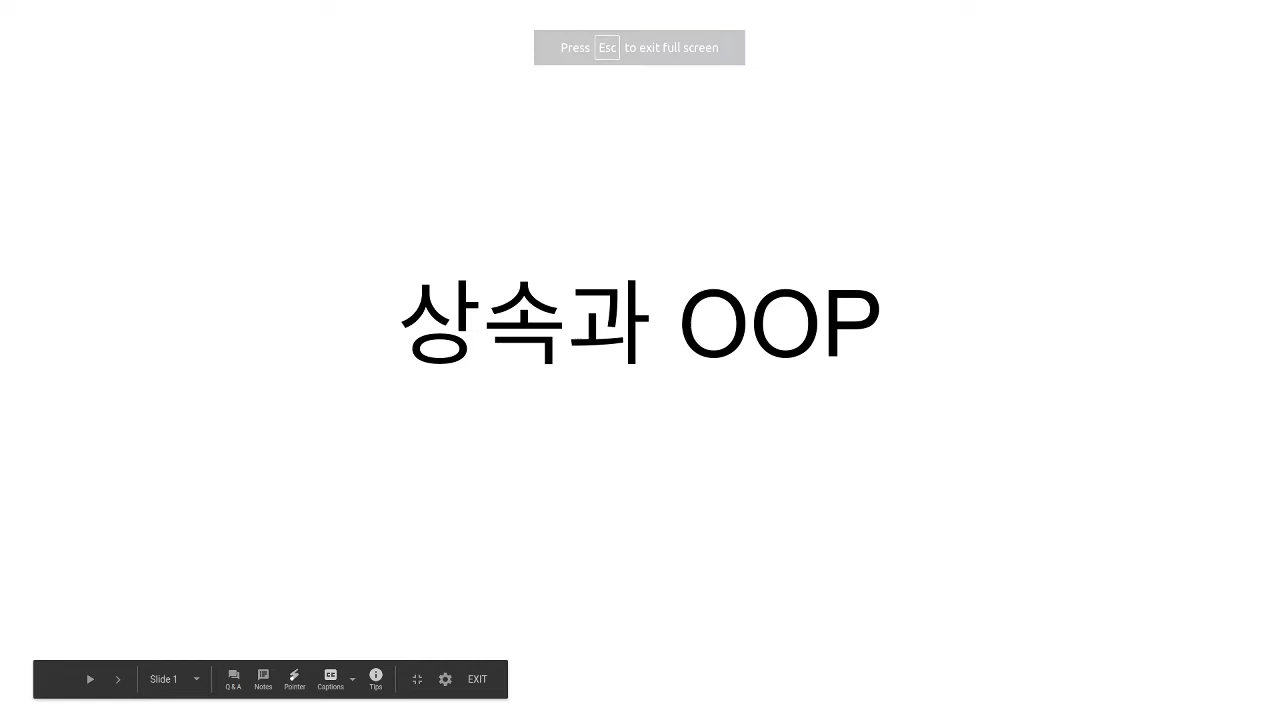 Press Esc to exit full screen
상속과 OOP
Slide 1
Q & A Notes Pointer Captions Tips EXIT